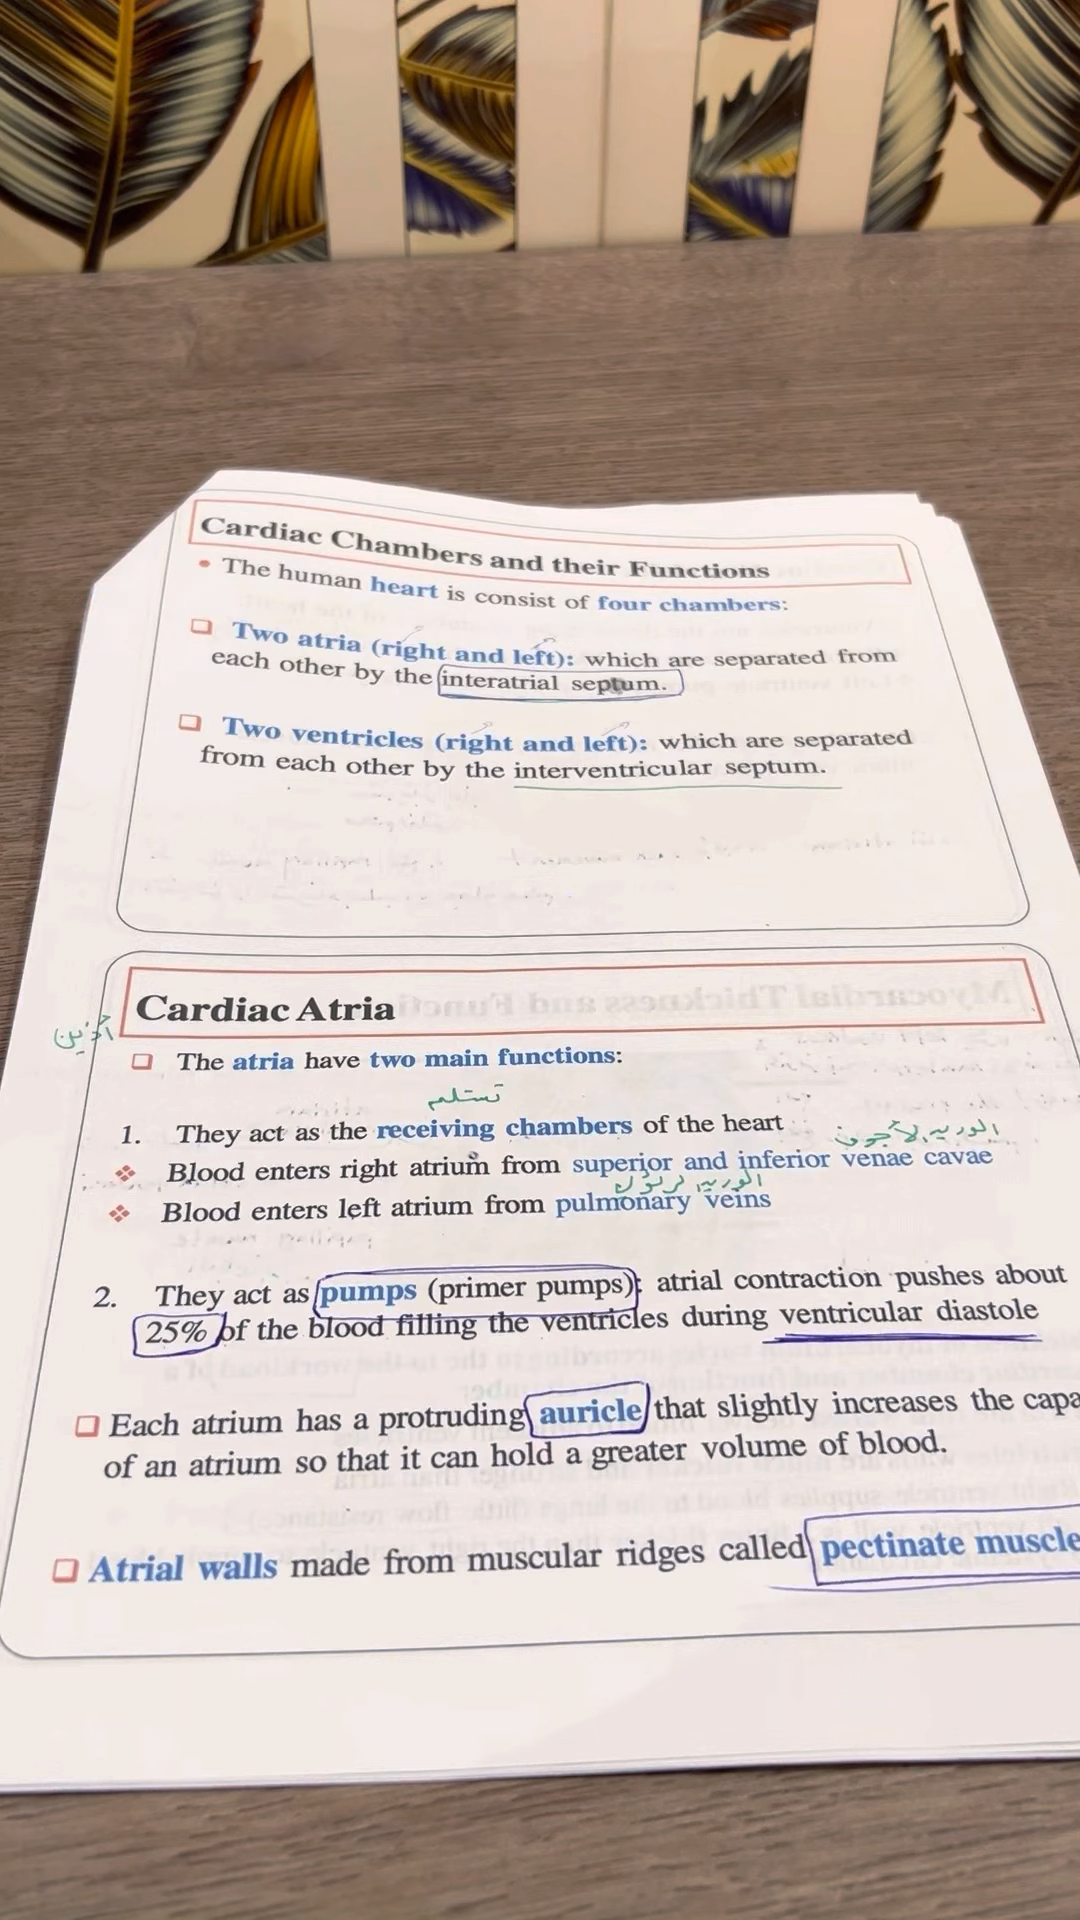 Cardiac Chambers and their Functions
• The human heart is consist of four chambers:
❑ Two atria (right and left): which are separated from
each other by the interatrial septum.
❑ Two ventricles (right and left): which are separated
from each other by the interventricular septum.
Cardiac Atria
أذين
❑ The atria have two main functions:
تستلم
1. They act as the receiving chambers of the heart
الوريد الأجوف
❖ Blood enters right atrium from superior and inferior venae cavae
❖ Blood enters left atrium from pulmonary veins
2. They act as pumps (primer pumps): atrial contraction pushes about
25% of the blood filling the ventricles during ventricular diastole
❑ Each atrium has a protruding auricle that slightly increases the capa
of an atrium so that it can hold a greater volume of blood.
❑ Atrial walls made from muscular ridges called pectinate muscle